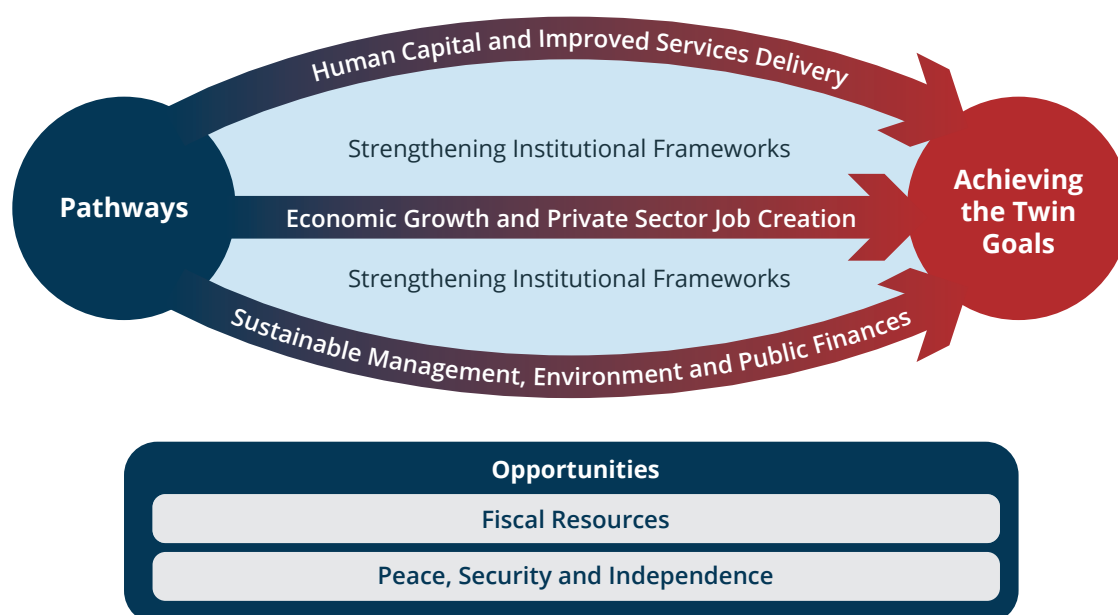 Human Capital and Improved Services Delivery
Strengthening Institutional Frameworks
Pathways
Economic Growth and Private Sector Job Creation
Achieving
the Twin
Goals
Strengthening Institutional Frameworks
Sustainable Management, Environment and Public Finances
Opportunities
Fiscal Resources
Peace, Security and Independence